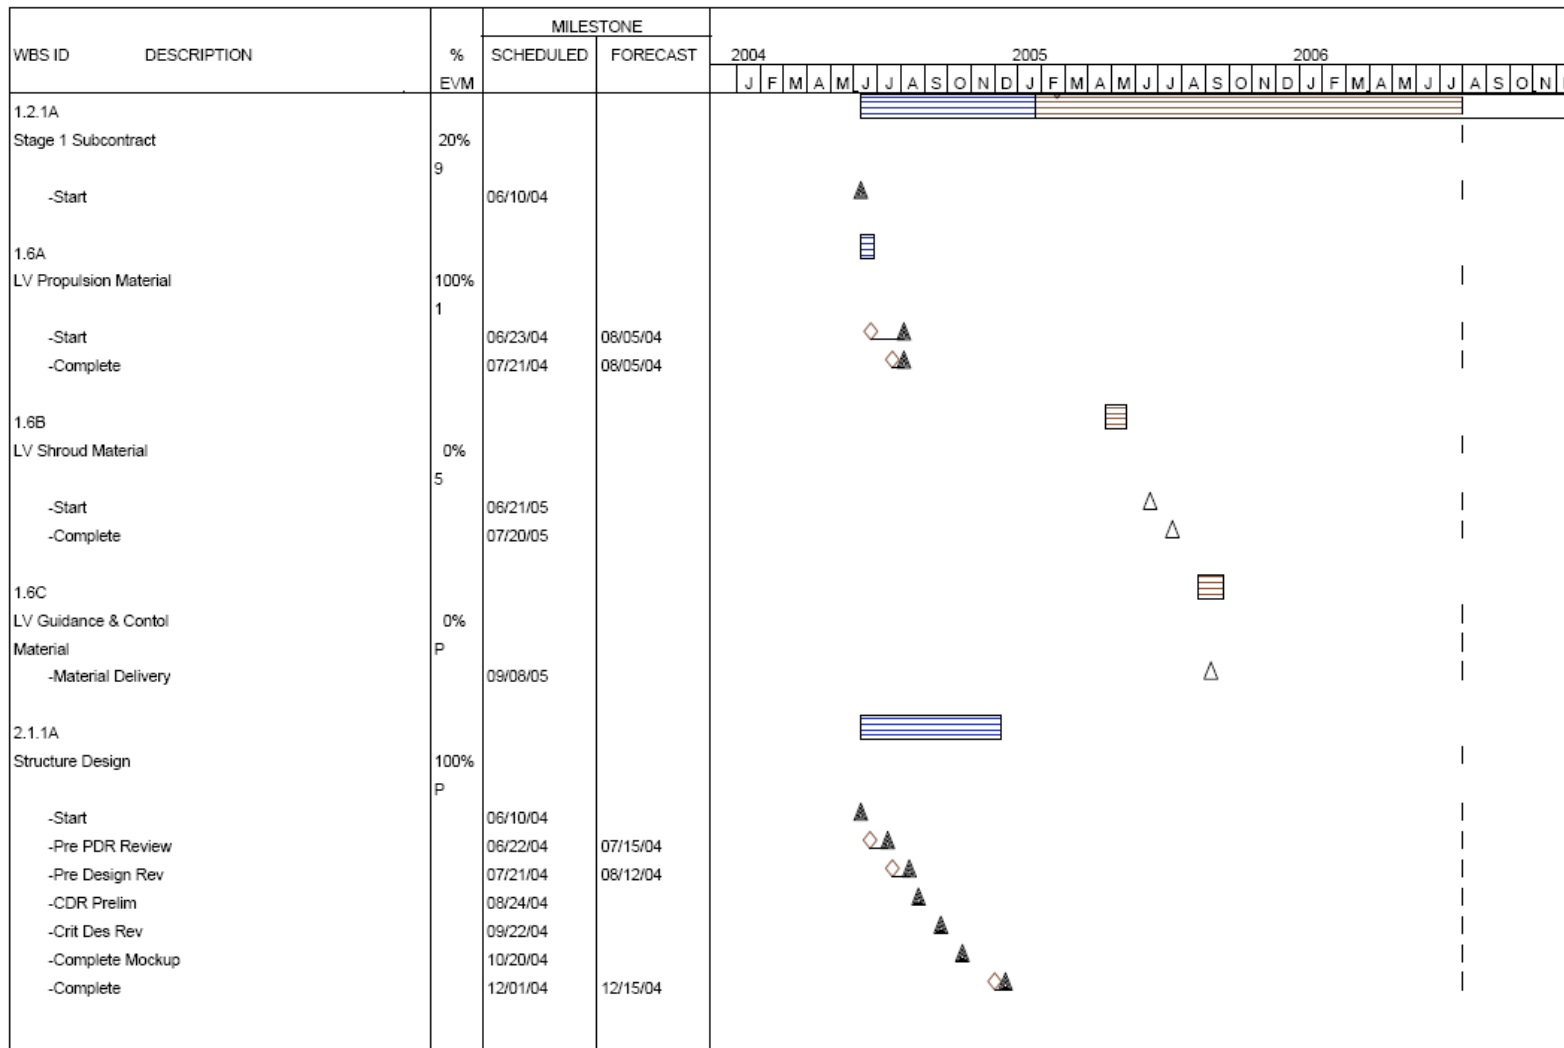 MILESTONE
WBS ID DESCRIPTION % SCHEDULED FORECAST 2004 2005 2006
EVM J F M A M J J A S O N D J F M A M J J A S O N D J F M A M J J A S O N
1.2.1A
Stage 1 Subcontract 20%
9
-Start 06/10/04
1.6A
LV Propulsion Material 100%
1
-Start 06/23/04 08/05/04
-Complete 07/21/04 08/05/04
1.6B
LV Shroud Material 0%
5
-Start 06/21/05
-Complete 07/20/05
1.6C
LV Guidance & Contol 0%
Material P
-Material Delivery 09/08/05
2.1.1A
Structure Design 100%
P
-Start 06/10/04
-Pre PDR Review 06/22/04 07/15/04
-Pre Design Rev 07/21/04 08/12/04
-CDR Prelim 08/24/04
-Crit Des Rev 09/22/04
-Complete Mockup 10/20/04
-Complete 12/01/04 12/15/04